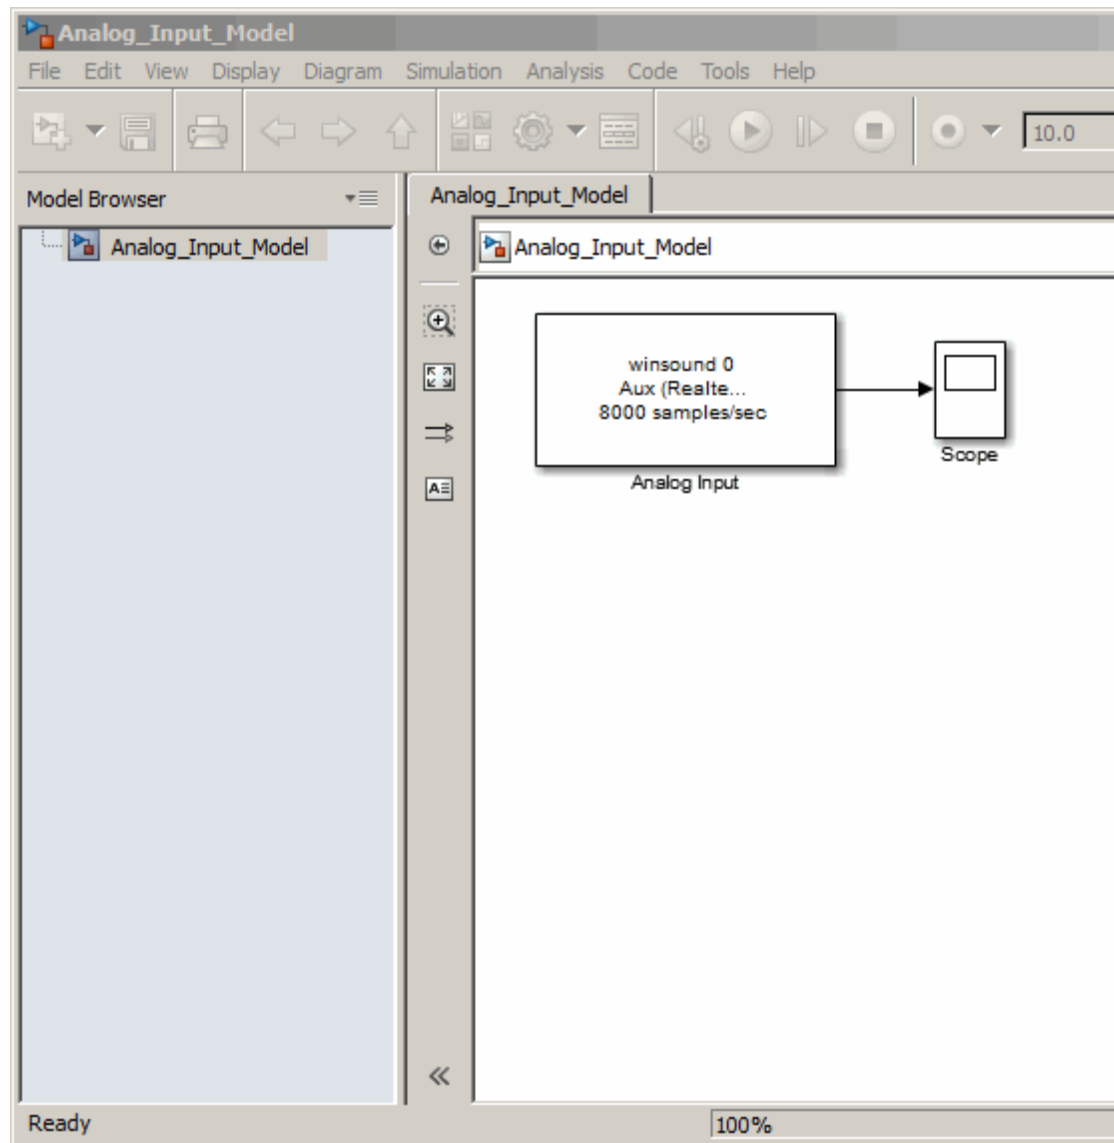 Analog_Input_Model
File Edit View Display Diagram Simulation Analysis Code Tools Help
10.0
Model Browser
Analog_Input_Model
Analog_Input_Model
Analog_Input_Model
winsound 0
Aux (Realte...
8000 samples/sec
Analog Input
Scope
A
Ready
100%